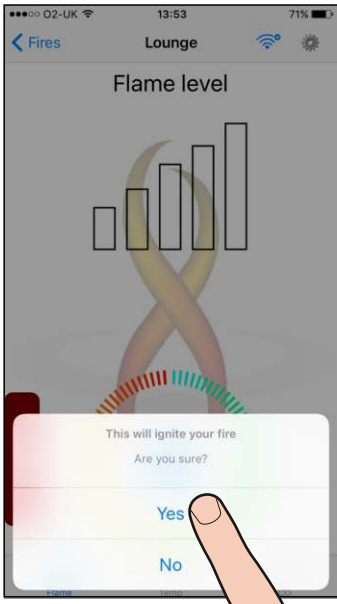 O2-UK 13:53 71%
Fires Lounge
Flame level
This will ignite your fire
Are you sure?
Yes
No
Flame Temp